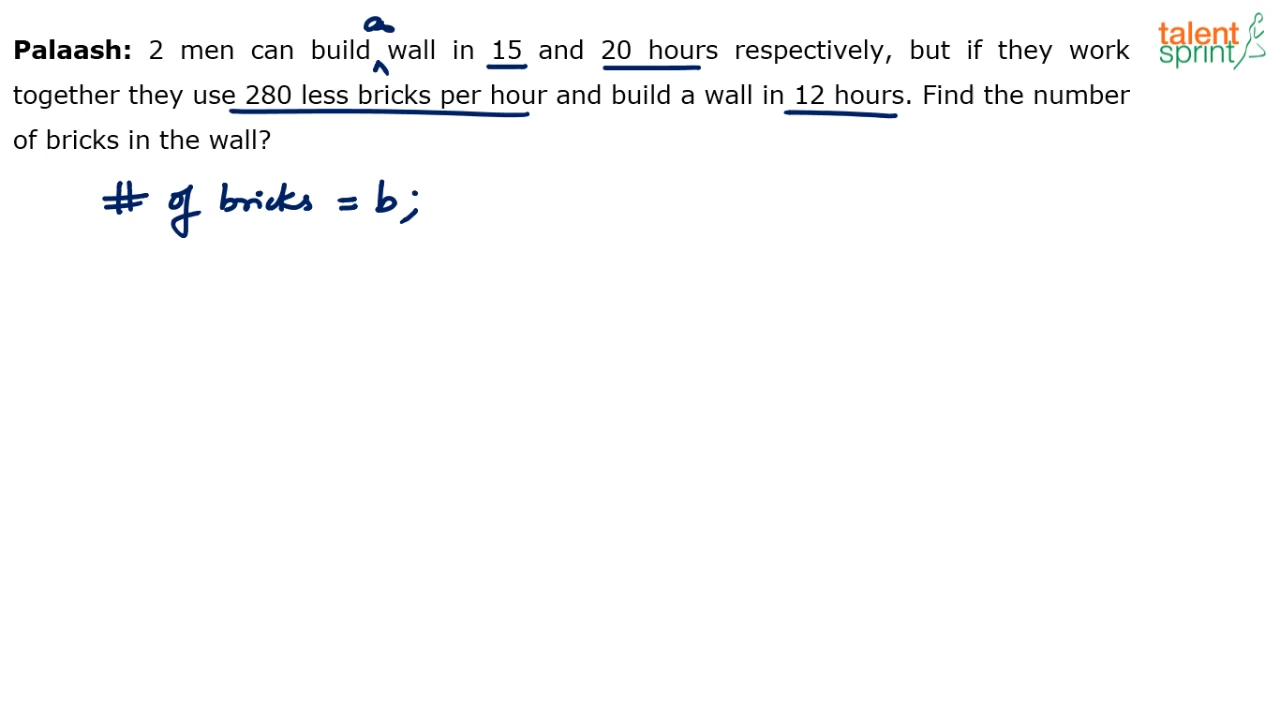 a
Palaash: 2 men can build wall in 15 and 20 hours respectively, but if they work
together they use 280 less bricks per hour and build a wall in 12 hours. Find the number
of bricks in the wall?
# of bricks = b;
talent
sprint